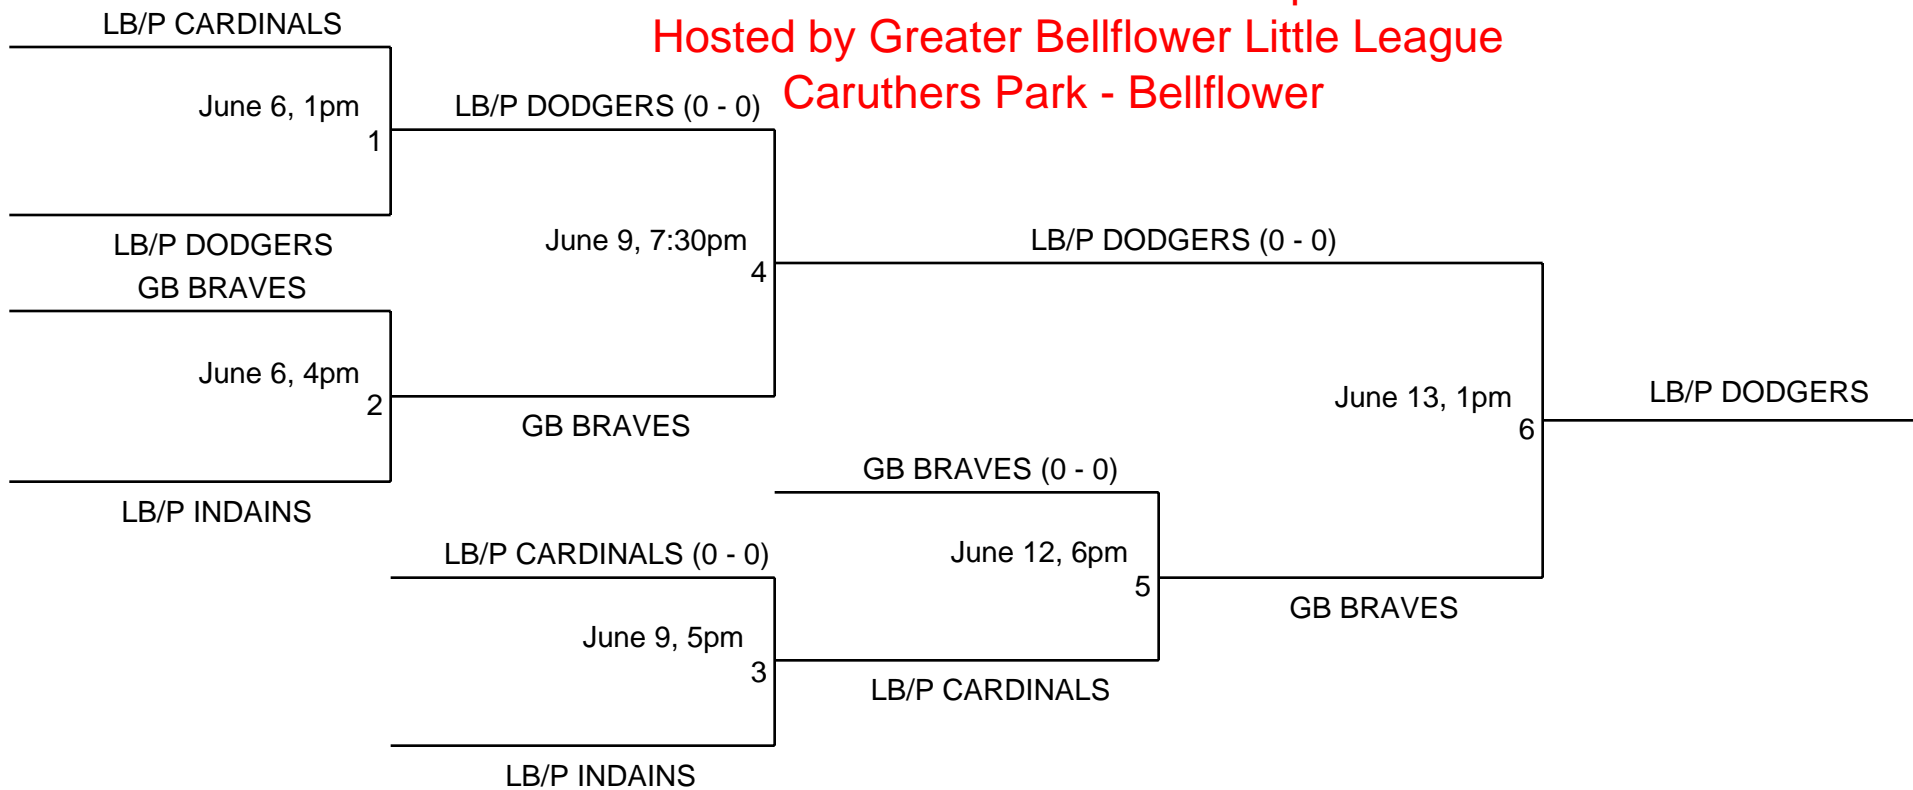 LB/P CARDINALS
Hosted by Greater Bellflower Little League
Caruthers Park - Bellflower
June 6, 1pm
1
LB/P DODGERS (0 - 0)
LB/P DODGERS
GB BRAVES
June 9, 7:30pm
4
LB/P DODGERS (0 - 0)
June 6, 4pm
2
GB BRAVES
LB/P INDAINS
June 13, 1pm
6
LB/P DODGERS
GB BRAVES (0 - 0)
LB/P CARDINALS (0 - 0)
June 12, 6pm
5
GB BRAVES
June 9, 5pm
3
LB/P CARDINALS
LB/P INDAINS